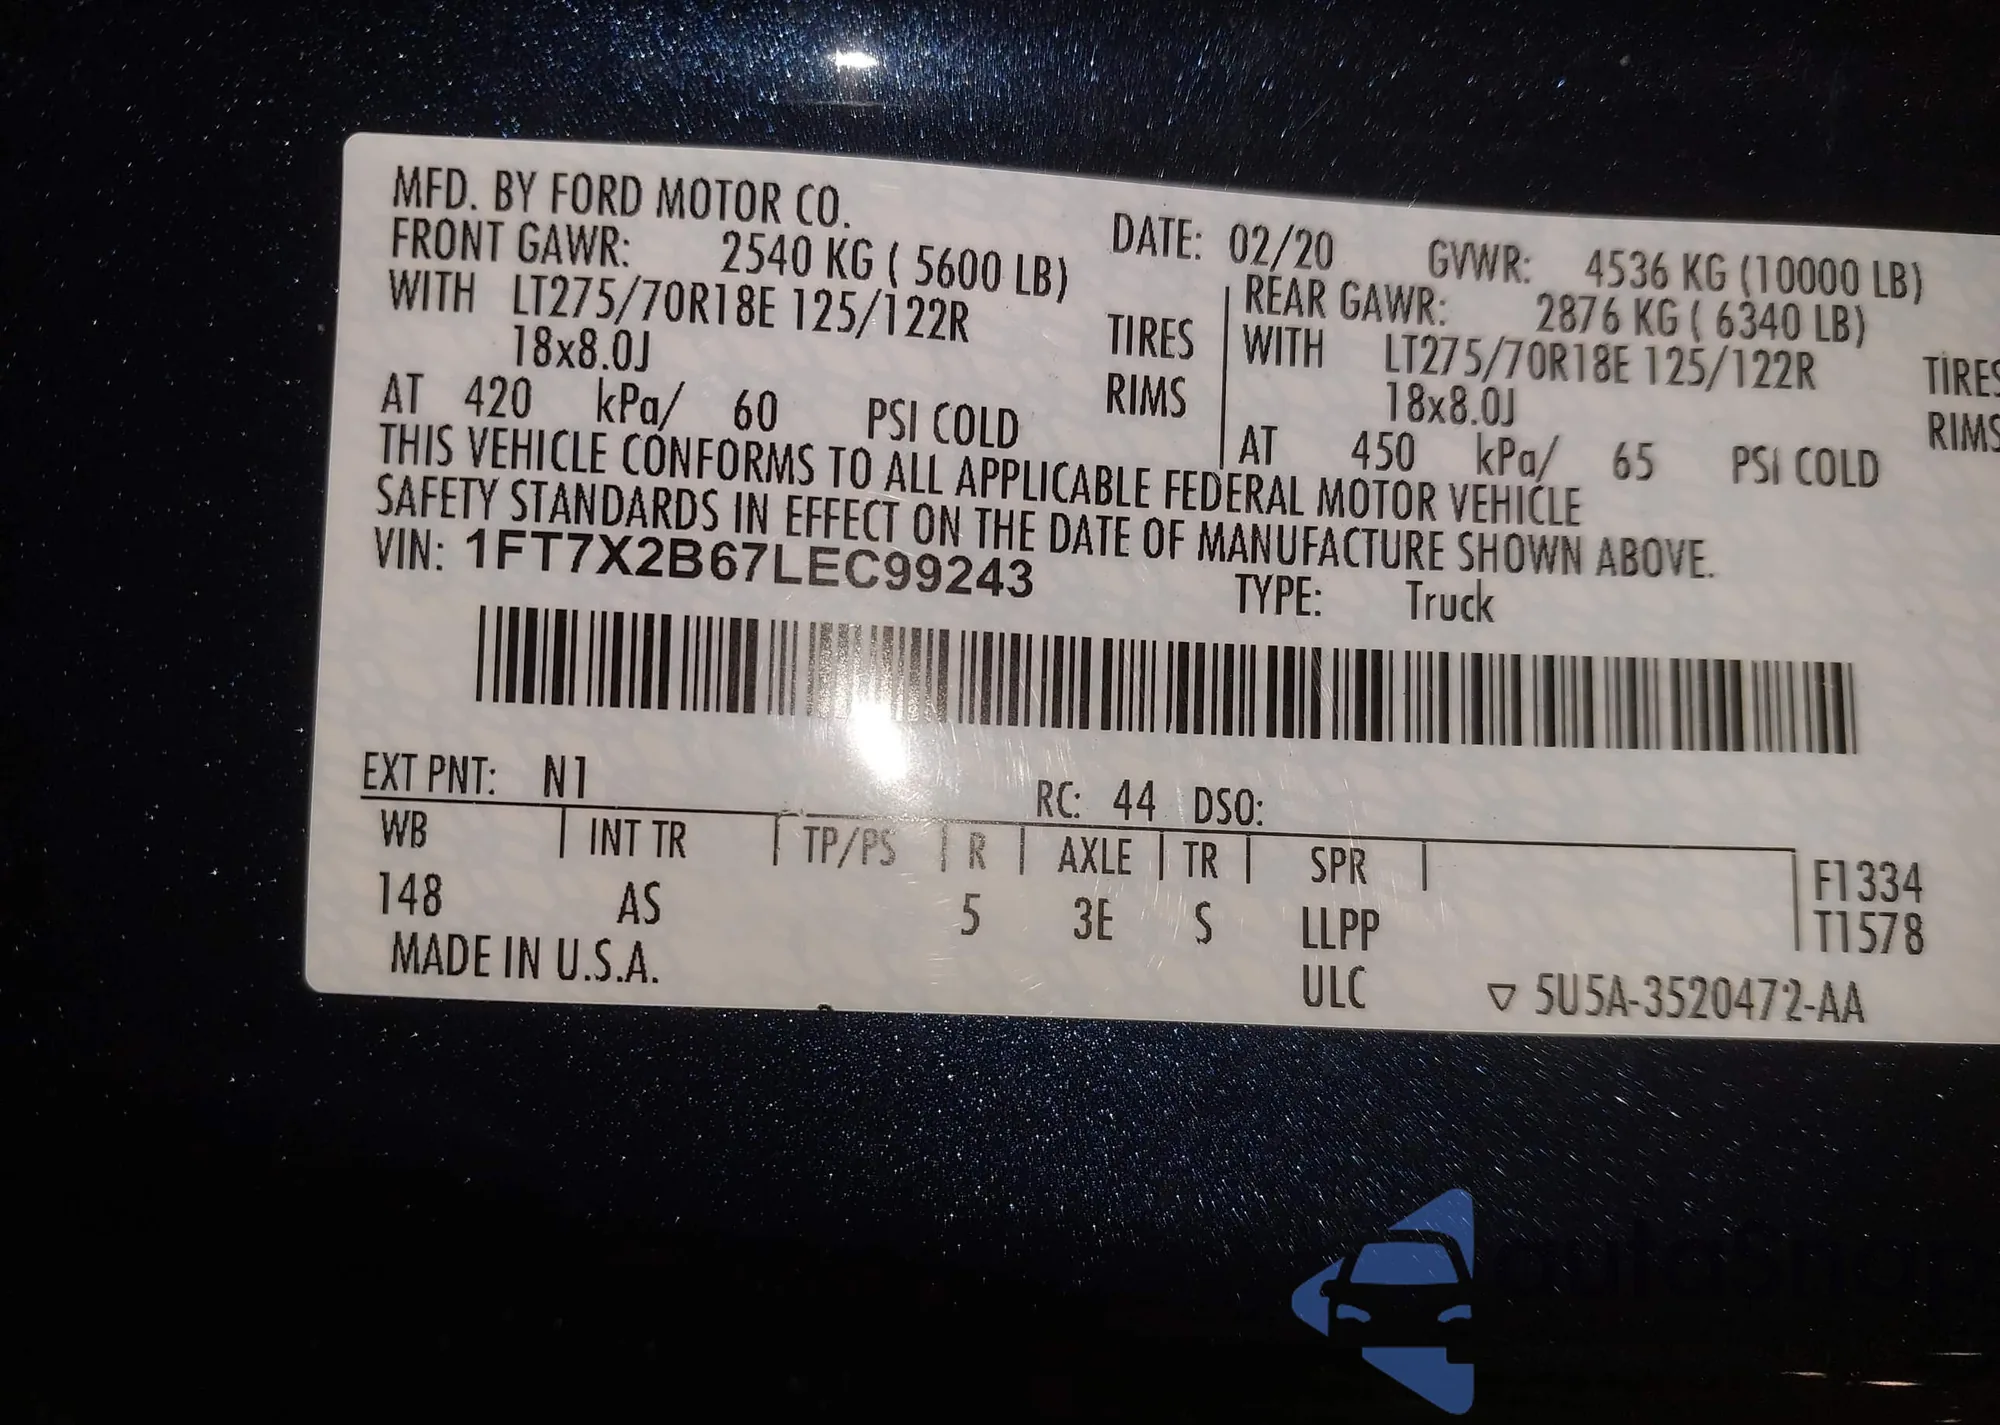 MFD. BY FORD MOTOR CO.
DATE: 02/20 GVWR: 4536 KG (10000 LB)
FRONT GAWR: 2540 KG ( 5600 LB)
REAR GAWR: 2876 KG ( 6340 LB)
WITH LT275/70R18E 125/122R TIRES
WITH LT275/70R18E 125/122R TIRES
18x8.0J RIMS
18x8.0J RIMS
AT 420 kPa/ 60 PSI COLD
AT 450 kPa/ 65 PSI COLD
THIS VEHICLE CONFORMS TO ALL APPLICABLE FEDERAL MOTOR VEHICLE
SAFETY STANDARDS IN EFFECT ON THE DATE OF MANUFACTURE SHOWN ABOVE.
VIN: 1FT7X2B67LEC99243
TYPE: Truck
EXT PNT: N1 RC: 44 DSO:
WB INT TR TP/PS R AXLE TR SPR
148 AS 5 3E S LLPP
F1334
T1578
MADE IN U.S.A.
ULC
▽ 5U5A-3520472-AA